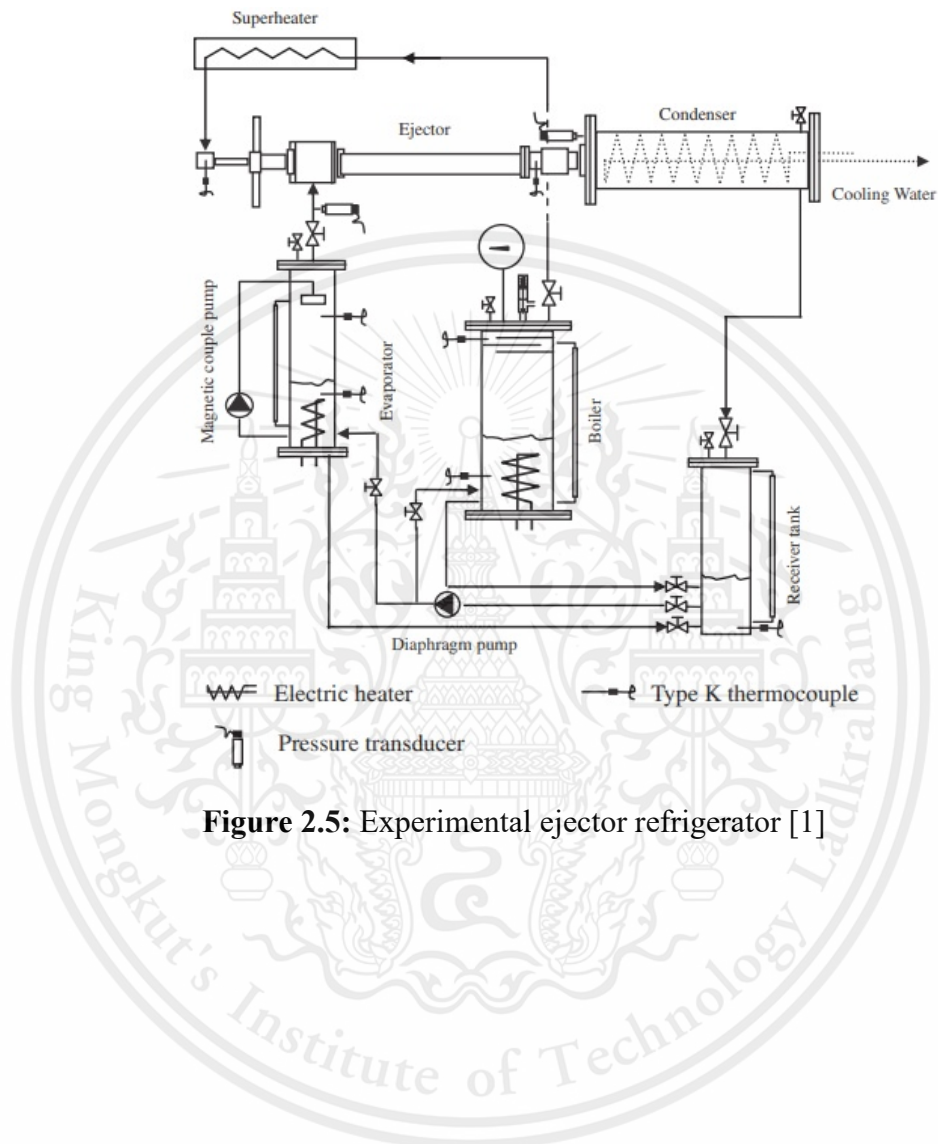 Superheater
Ejector
Condenser
Cooling Water
Magnetic couple pump
Evaporator
Boiler
Receiver tank
Diaphragm pump
Electric heater
Type K thermocouple
Pressure transducer
Figure 2.5: Experimental ejector refrigerator [1]
King Mongkut's Institute of Technology Ladkrabang